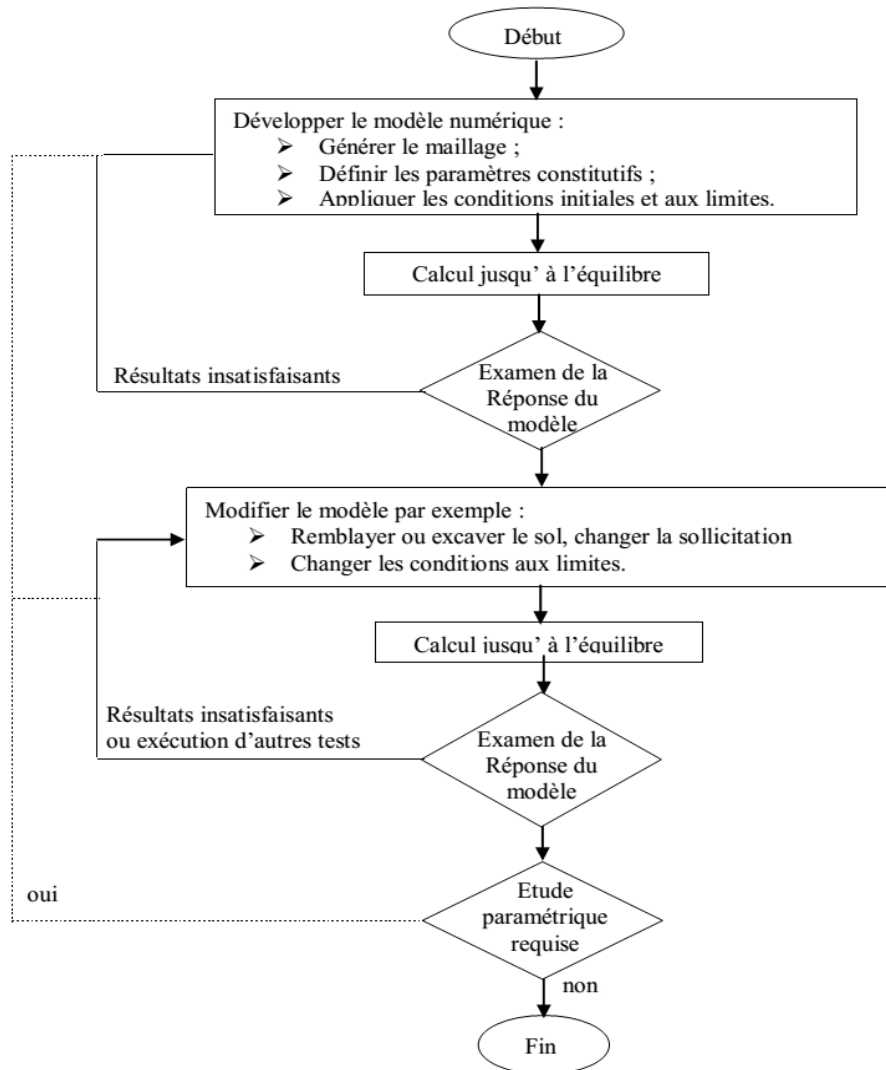 Début
Développer le modèle numérique :
➢ Générer le maillage ;
➢ Définir les paramètres constitutifs ;
➢ Appliquer les conditions initiales et aux limites.
Calcul jusqu’ à l’équilibre
Résultats insatisfaisants
Examen de la
Réponse du
modèle
Modifier le modèle par exemple :
➢ Remblayer ou excaver le sol, changer la sollicitation
➢ Changer les conditions aux limites.
Calcul jusqu’ à l’équilibre
Résultats insatisfaisants
ou exécution d’autres tests
Examen de la
Réponse du
modèle
oui
Etude
paramétrique
requise
non
Fin